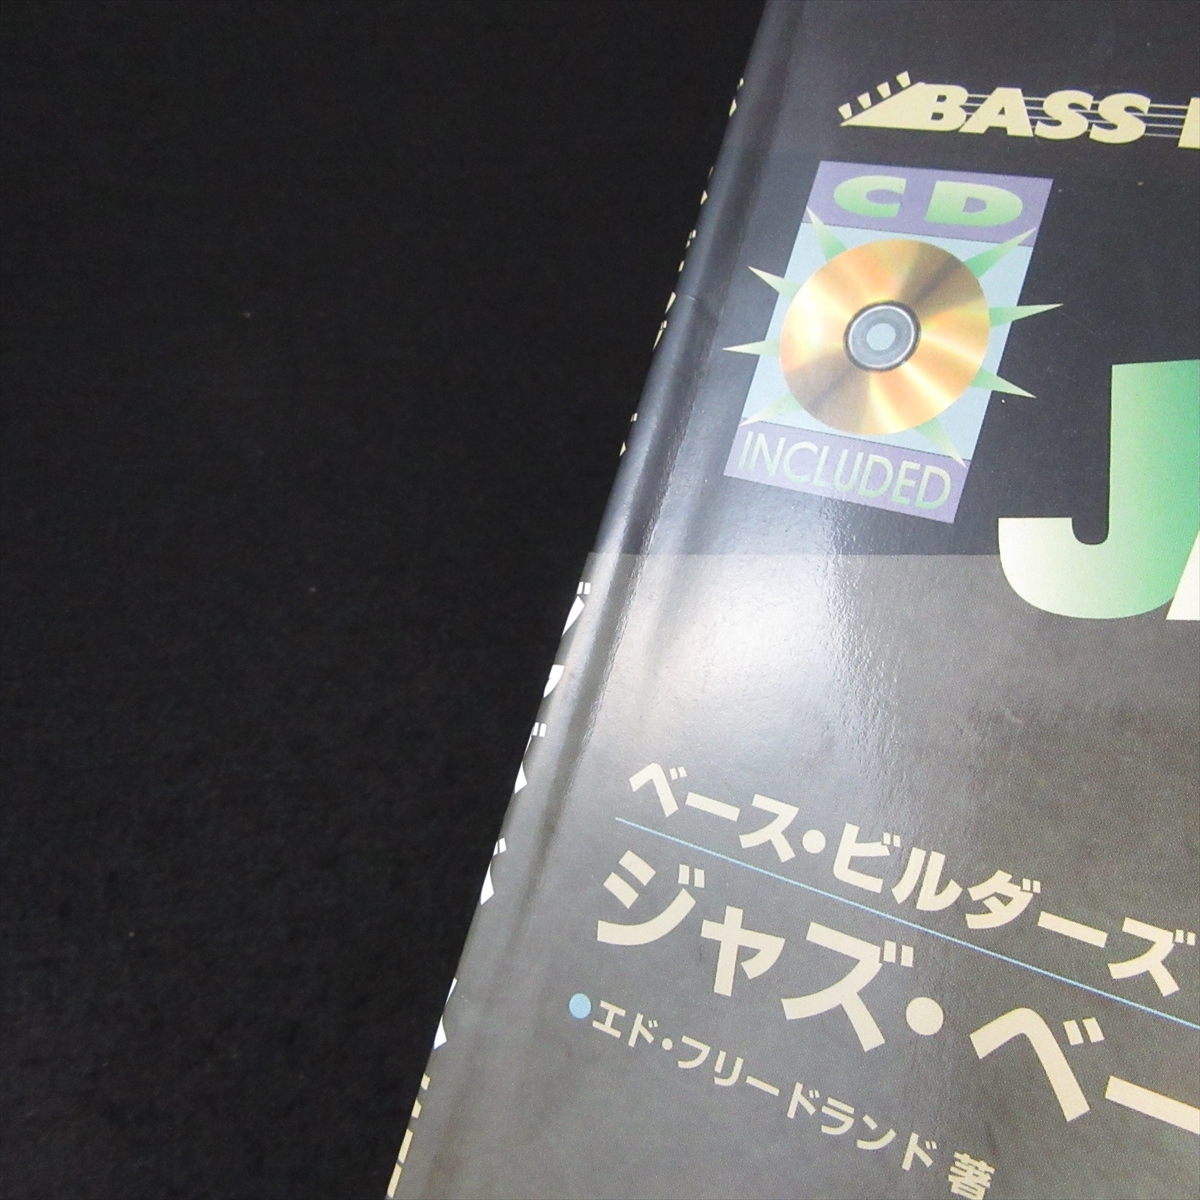 BASS
CD
INCLUDED
J
ベース・ビルダーズ
ジャズ・ベー
●エド・フリードランド 著